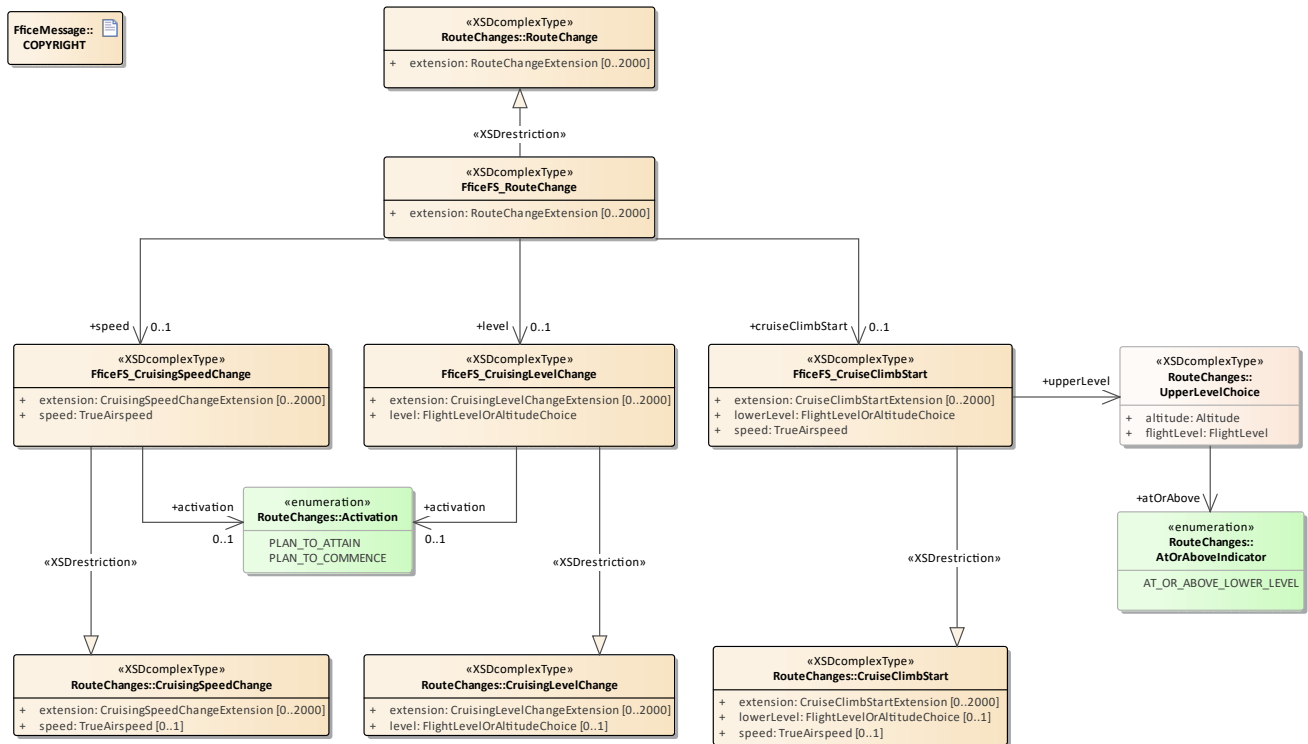 FficeMessage::
COPYRIGHT
«XSDcomplexType»
RouteChanges::RouteChange
+ extension: RouteChangeExtension [0..2000]
«XSDrestriction»
«XSDcomplexType»
FficeFS_RouteChange
+ extension: RouteChangeExtension [0..2000]
+speed 0..1
+level 0..1
+cruiseClimbStart 0..1
«XSDcomplexType»
FficeFS_CruisingSpeedChange
+ extension: CruisingSpeedChangeExtension [0..2000]
+ speed: TrueAirspeed
«XSDcomplexType»
FficeFS_CruisingLevelChange
+ extension: CruisingLevelChangeExtension [0..2000]
+ level: FlightLevelOrAltitudeChoice
«XSDcomplexType»
FficeFS_CruiseClimbStart
+ extension: CruiseClimbStartExtension [0..2000]
+ lowerLevel: FlightLevelOrAltitudeChoice
+ speed: TrueAirspeed
+upperLevel
«XSDcomplexType»
RouteChanges::
UpperLevelChoice
+ altitude: Altitude
+ flightLevel: FlightLevel
+activation
0..1
«enumeration»
RouteChanges::Activation
PLAN_TO_ATTAIN
PLAN_TO_COMMENCE
+activation
0..1
+atOrAbove
«enumeration»
RouteChanges::
AtOrAboveIndicator
AT_OR_ABOVE_LOWER_LEVEL
«XSDrestriction»
«XSDrestriction»
«XSDrestriction»
«XSDcomplexType»
RouteChanges::CruisingSpeedChange
+ extension: CruisingSpeedChangeExtension [0..2000]
+ speed: TrueAirspeed [0..1]
«XSDcomplexType»
RouteChanges::CruisingLevelChange
+ extension: CruisingLevelChangeExtension [0..2000]
+ level: FlightLevelOrAltitudeChoice [0..1]
«XSDcomplexType»
RouteChanges::CruiseClimbStart
+ extension: CruiseClimbStartExtension [0..2000]
+ lowerLevel: FlightLevelOrAltitudeChoice [0..1]
+ speed: TrueAirspeed [0..1]